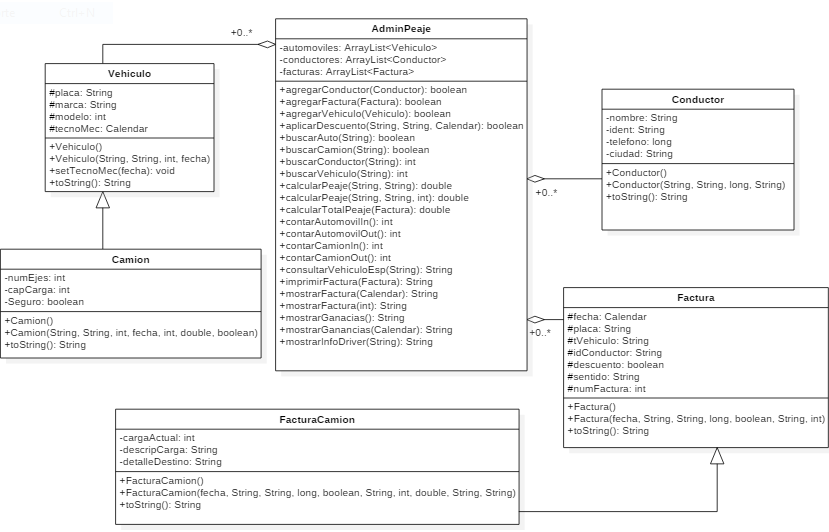 +0..*
AdminPeaje
-automoviles: ArrayList<Vehiculo>
-conductores: ArrayList<Conductor>
-facturas: ArrayList<Factura>
+agregarConductor(Conductor): boolean
+agregarFactura(Factura): boolean
+agregarVehiculo(Vehiculo): boolean
+aplicarDescuento(String, String, Calendar): boolean
+buscarAuto(String): boolean
+buscarCamion(String): boolean
+buscarConductor(String): int
+buscarVehiculo(String): int
+calcularPeaje(String, String): double
+calcularPeaje(String, String, int): double
+calcularTotalPeaje(Factura): double
+contarAutomovilIn(): int
+contarAutomovilOut(): int
+contarCamionIn(): int
+contarCamionOut(): int
+consultarVehiculoEsp(String): String
+imprimirFactura(Factura): String
+mostrarFactura(Calendar): String
+mostrarFactura(int): String
+mostrarGanacias(): String
+mostrarGanancias(Calendar): String
+mostrarInfoDriver(String): String
Vehiculo
#placa: String
#marca: String
#modelo: int
#tecnoMec: Calendar
+Vehiculo()
+Vehiculo(String, String, int, fecha)
+setTecnoMec(fecha): void
+toString(): String
Conductor
-nombre: String
-ident: String
-telefono: long
-ciudad: String
+Conductor()
+Conductor(String, String, long, String)
+toString(): String
+0..*
Camion
-numEjes: int
-capCarga: int
-Seguro: boolean
+Camion()
+Camion(String, String, int, fecha, int, double, boolean)
+toString(): String
Factura
#fecha: Calendar
#placa: String
#tVehiculo: String
#idConductor: String
#descuento: boolean
#sentido: String
#numFactura: int
+Factura()
+Factura(fecha, String, String, long, boolean, String, int)
+toString(): String
+0..*
FacturaCamion
-cargaActual: int
-descripCarga: String
-detalleDestino: String
+FacturaCamion()
+FacturaCamion(fecha, String, String, long, boolean, String, int, double, String, String)
+toString(): String